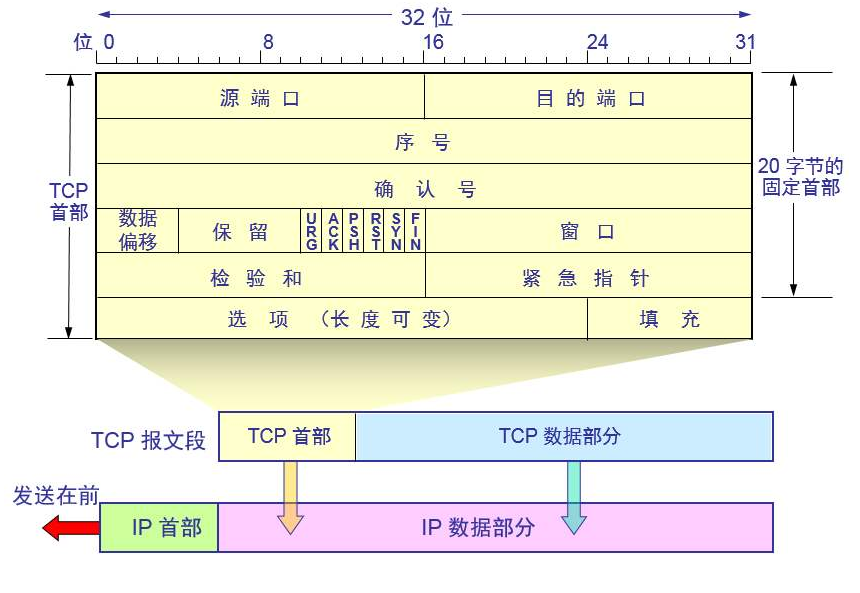 32 位
位 0 8 16 24 31
源 端 口 目 的 端 口
序 号
确 认 号
TCP
首部
20 字节的
固定首部
数据
偏移
保 留
URG
ACK
PSH
RST
SYN
FIN
窗 口
检 验 和 紧 急 指 针
选 项 （长 度 可 变） 填 充
TCP 报文段 TCP 首部 TCP 数据部分
发送在前
IP 首部 IP 数据部分